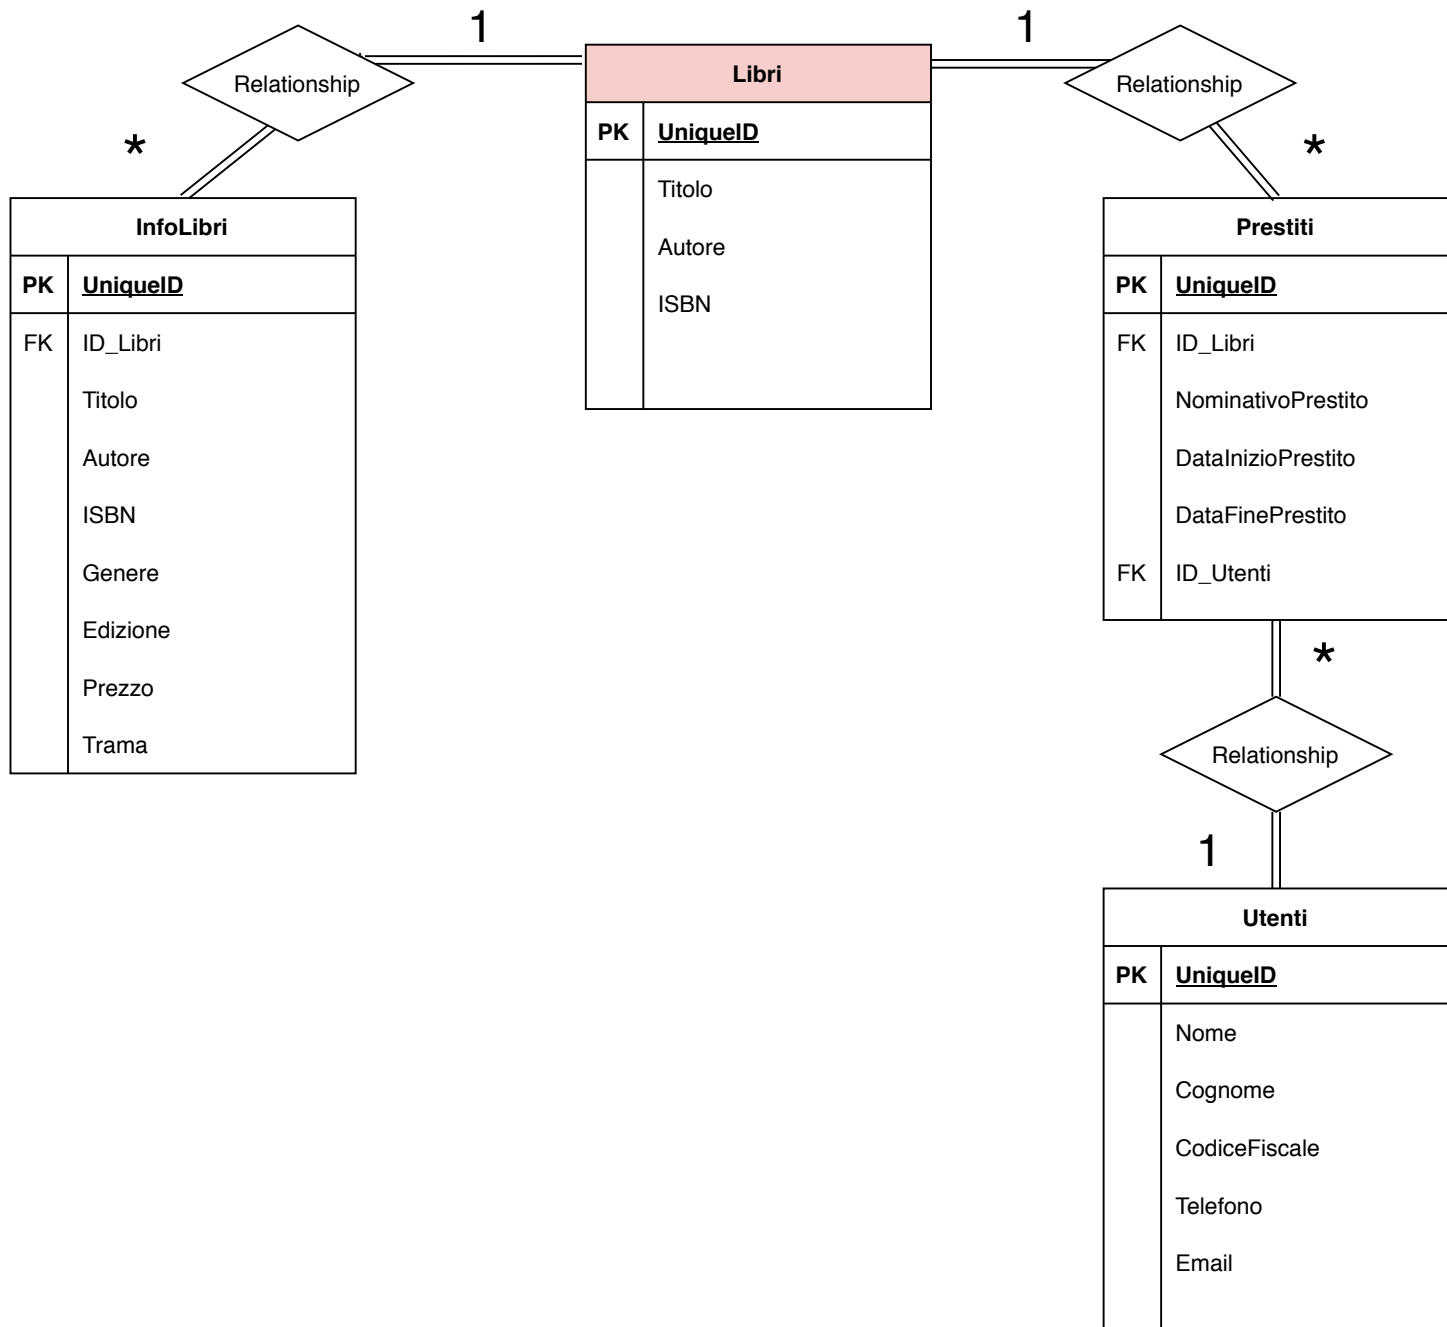 1
1
Relationship
Libri
Relationship
PK UniqueID
*
*
Titolo
Autore
ISBN
InfoLibri
PK UniqueID
FK ID_Libri
Titolo
Autore
ISBN
Genere
Edizione
Prezzo
Trama
Prestiti
PK UniqueID
FK ID_Libri
NominativoPrestito
DataInizioPrestito
DataFinePrestito
FK ID_Utenti
*
Relationship
1
Utenti
PK UniqueID
Nome
Cognome
CodiceFiscale
Telefono
Email